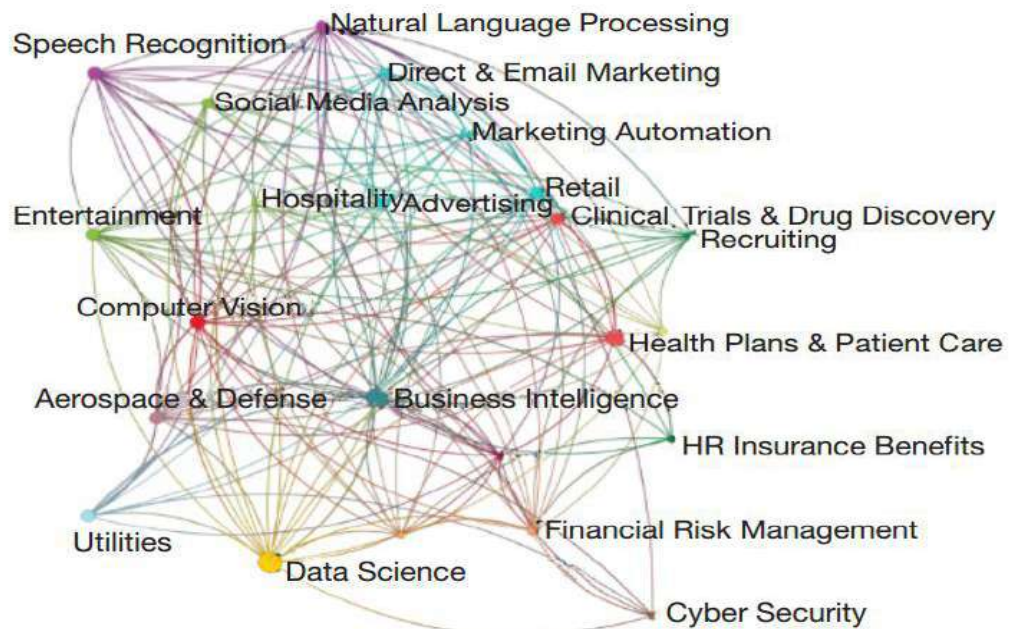 Natural Language Processing
Speech Recognition
Direct & Email Marketing
Social Media Analysis
Marketing Automation
Retail
Hospitality
Advertising
Entertainment
Clinical Trials & Drug Discovery
Recruiting
Computer Vision
Health Plans & Patient Care
Aerospace & Defense
Business Intelligence
HR Insurance Benefits
Financial Risk Management
Utilities
Data Science
Cyber Security